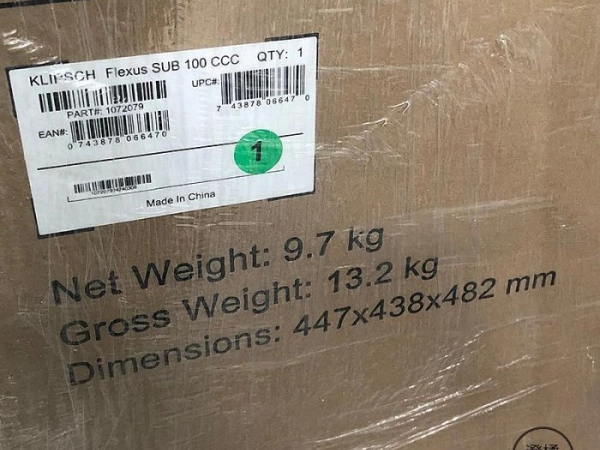 KLIPSCH Flexus SUB 100 CCC QTY: 1
PART#: 1072079
UPC#:
7 43878 06647 0
EAN#:
0 743878 066470
1
Made In China
Net Weight: 9.7 kg
Gross Weight: 13.2 kg
Dimensions: 447x438x482 mm